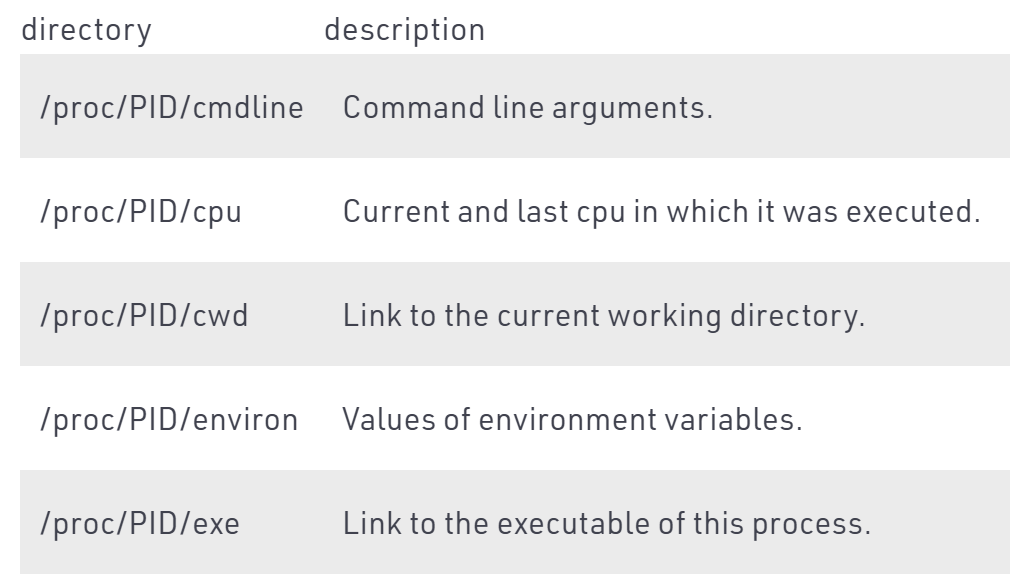 directory description
/proc/PID/cmdline Command line arguments.
/proc/PID/cpu Current and last cpu in which it was executed.
/proc/PID/cwd Link to the current working directory.
/proc/PID/environ Values of environment variables.
/proc/PID/exe Link to the executable of this process.